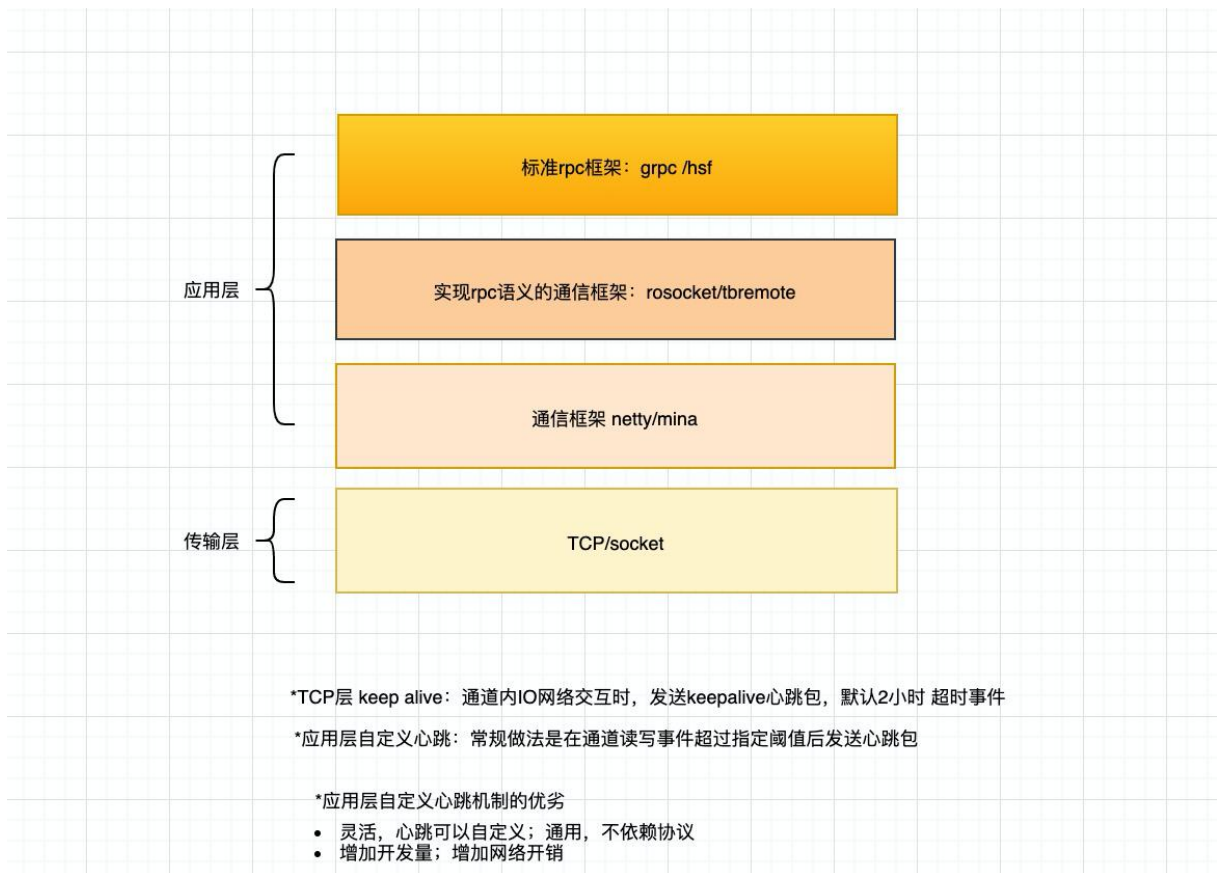 标准rpc框架：grpc /hsf
应用层
实现rpc语义的通信框架：rosocket/tbremote
通信框架 netty/mina
传输层
TCP/socket
*TCP层 keep alive：通道内IO网络交互时，发送keepalive心跳包，默认2小时 超时事件
*应用层自定义心跳：常规做法是在通道读写事件超过指定阈值后发送心跳包
*应用层自定义心跳机制的优劣
• 灵活，心跳可以自定义；通用，不依赖协议
• 增加开发量；增加网络开销